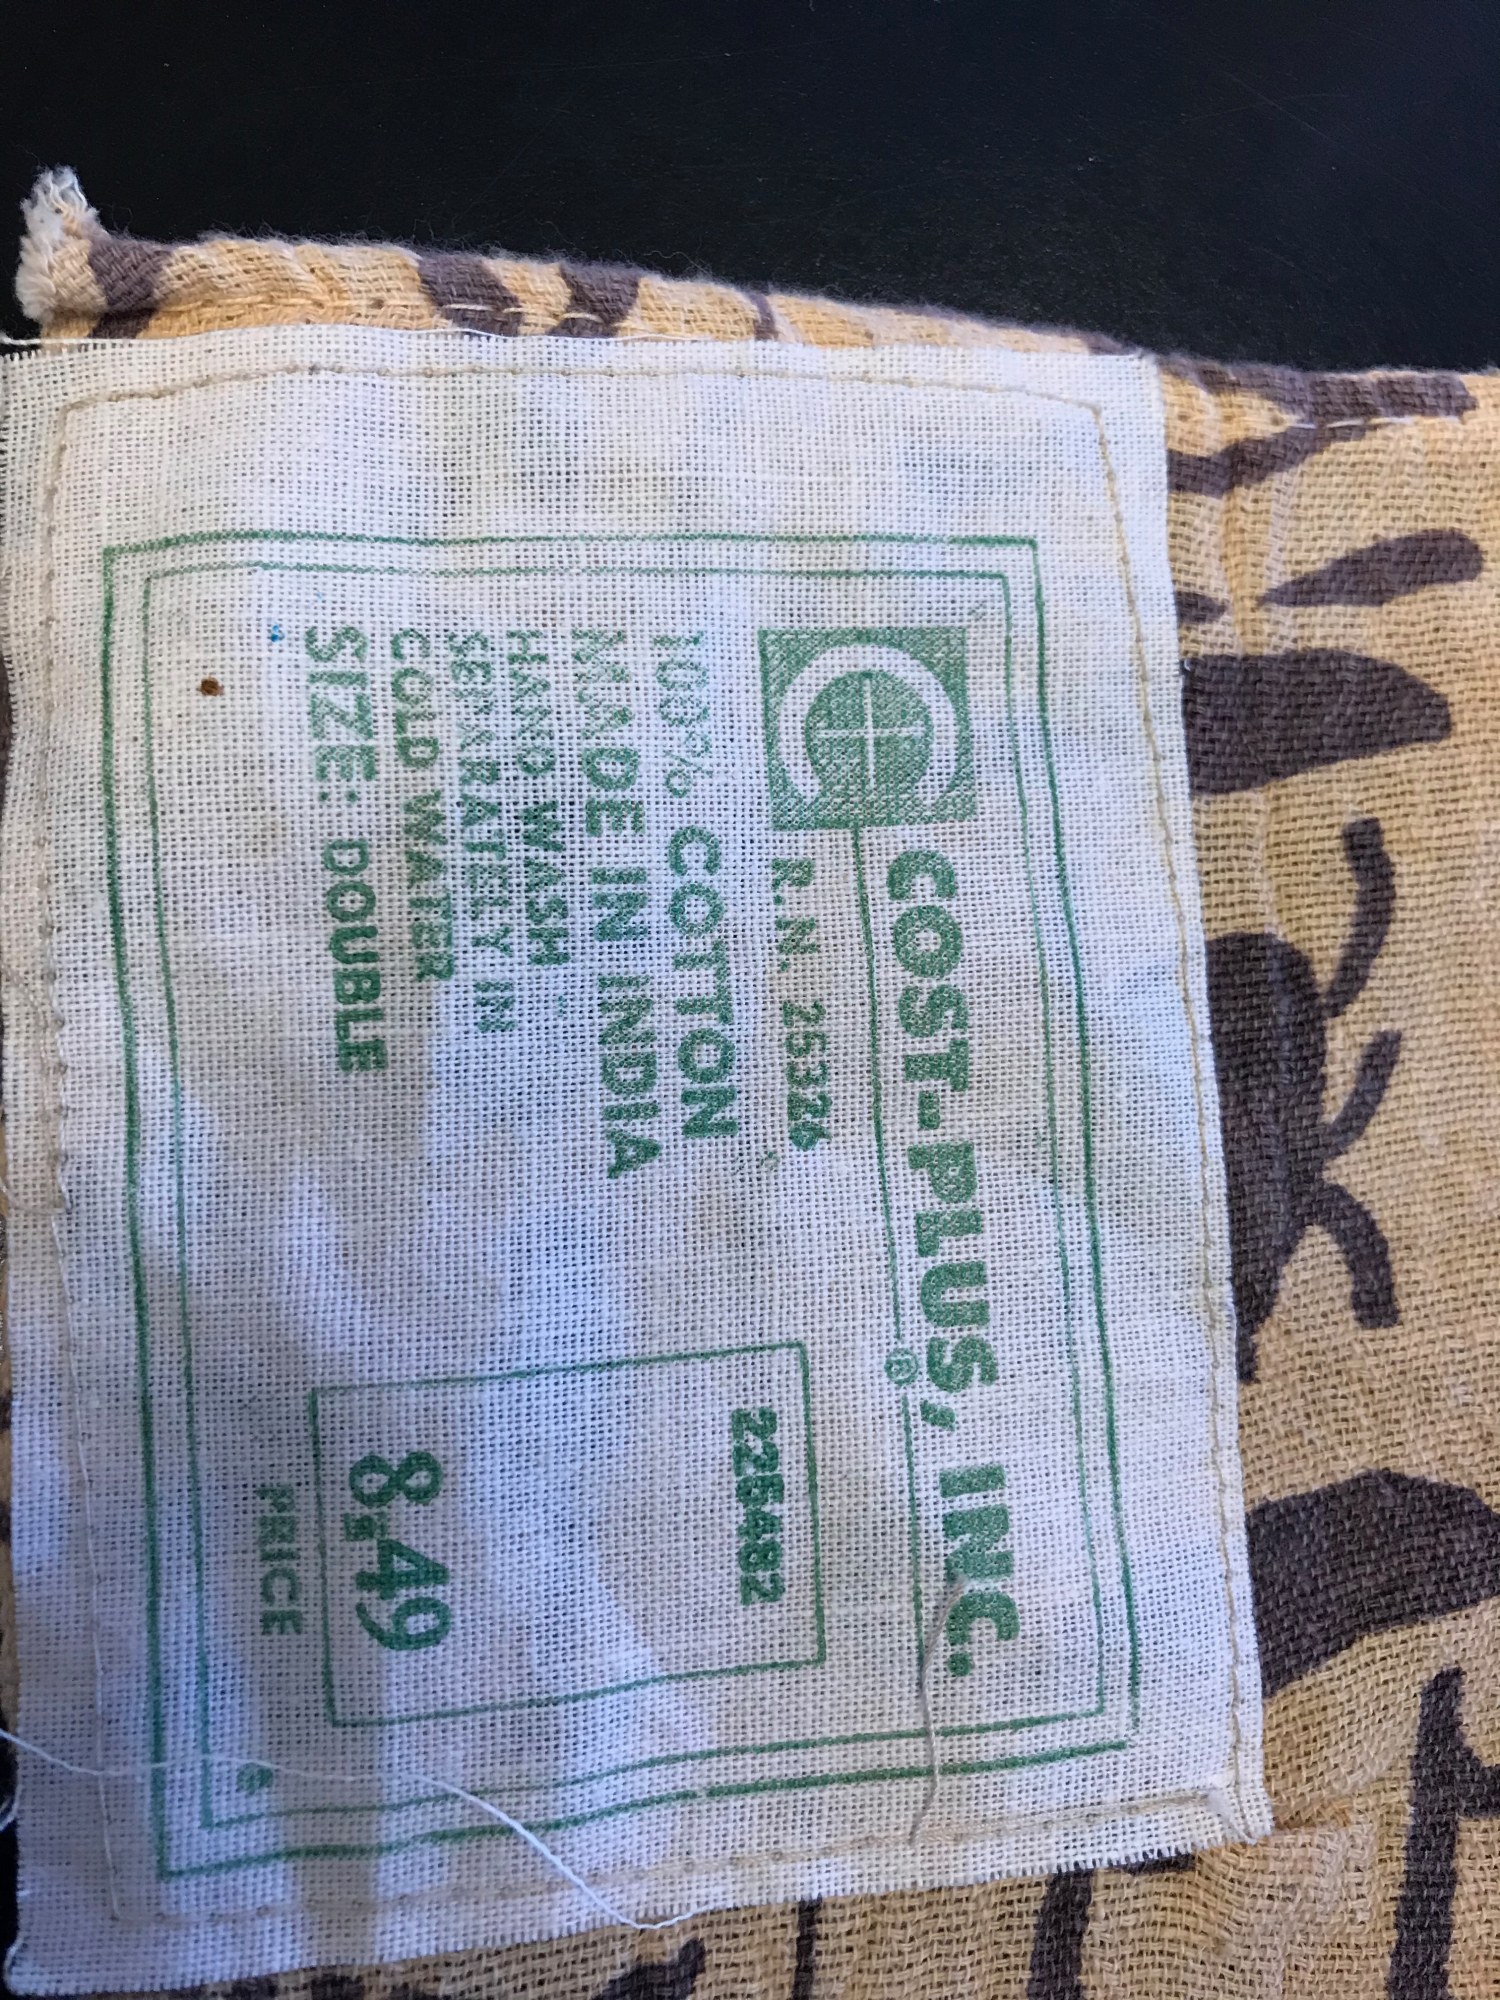 COST-PLUS, INC.
®
R.N. 25326
100% COTTON
MADE IN INDIA
HAND WASH
SEPARATELY IN
COLD WATER
SIZE: DOUBLE
2265482
8.49
PRICE